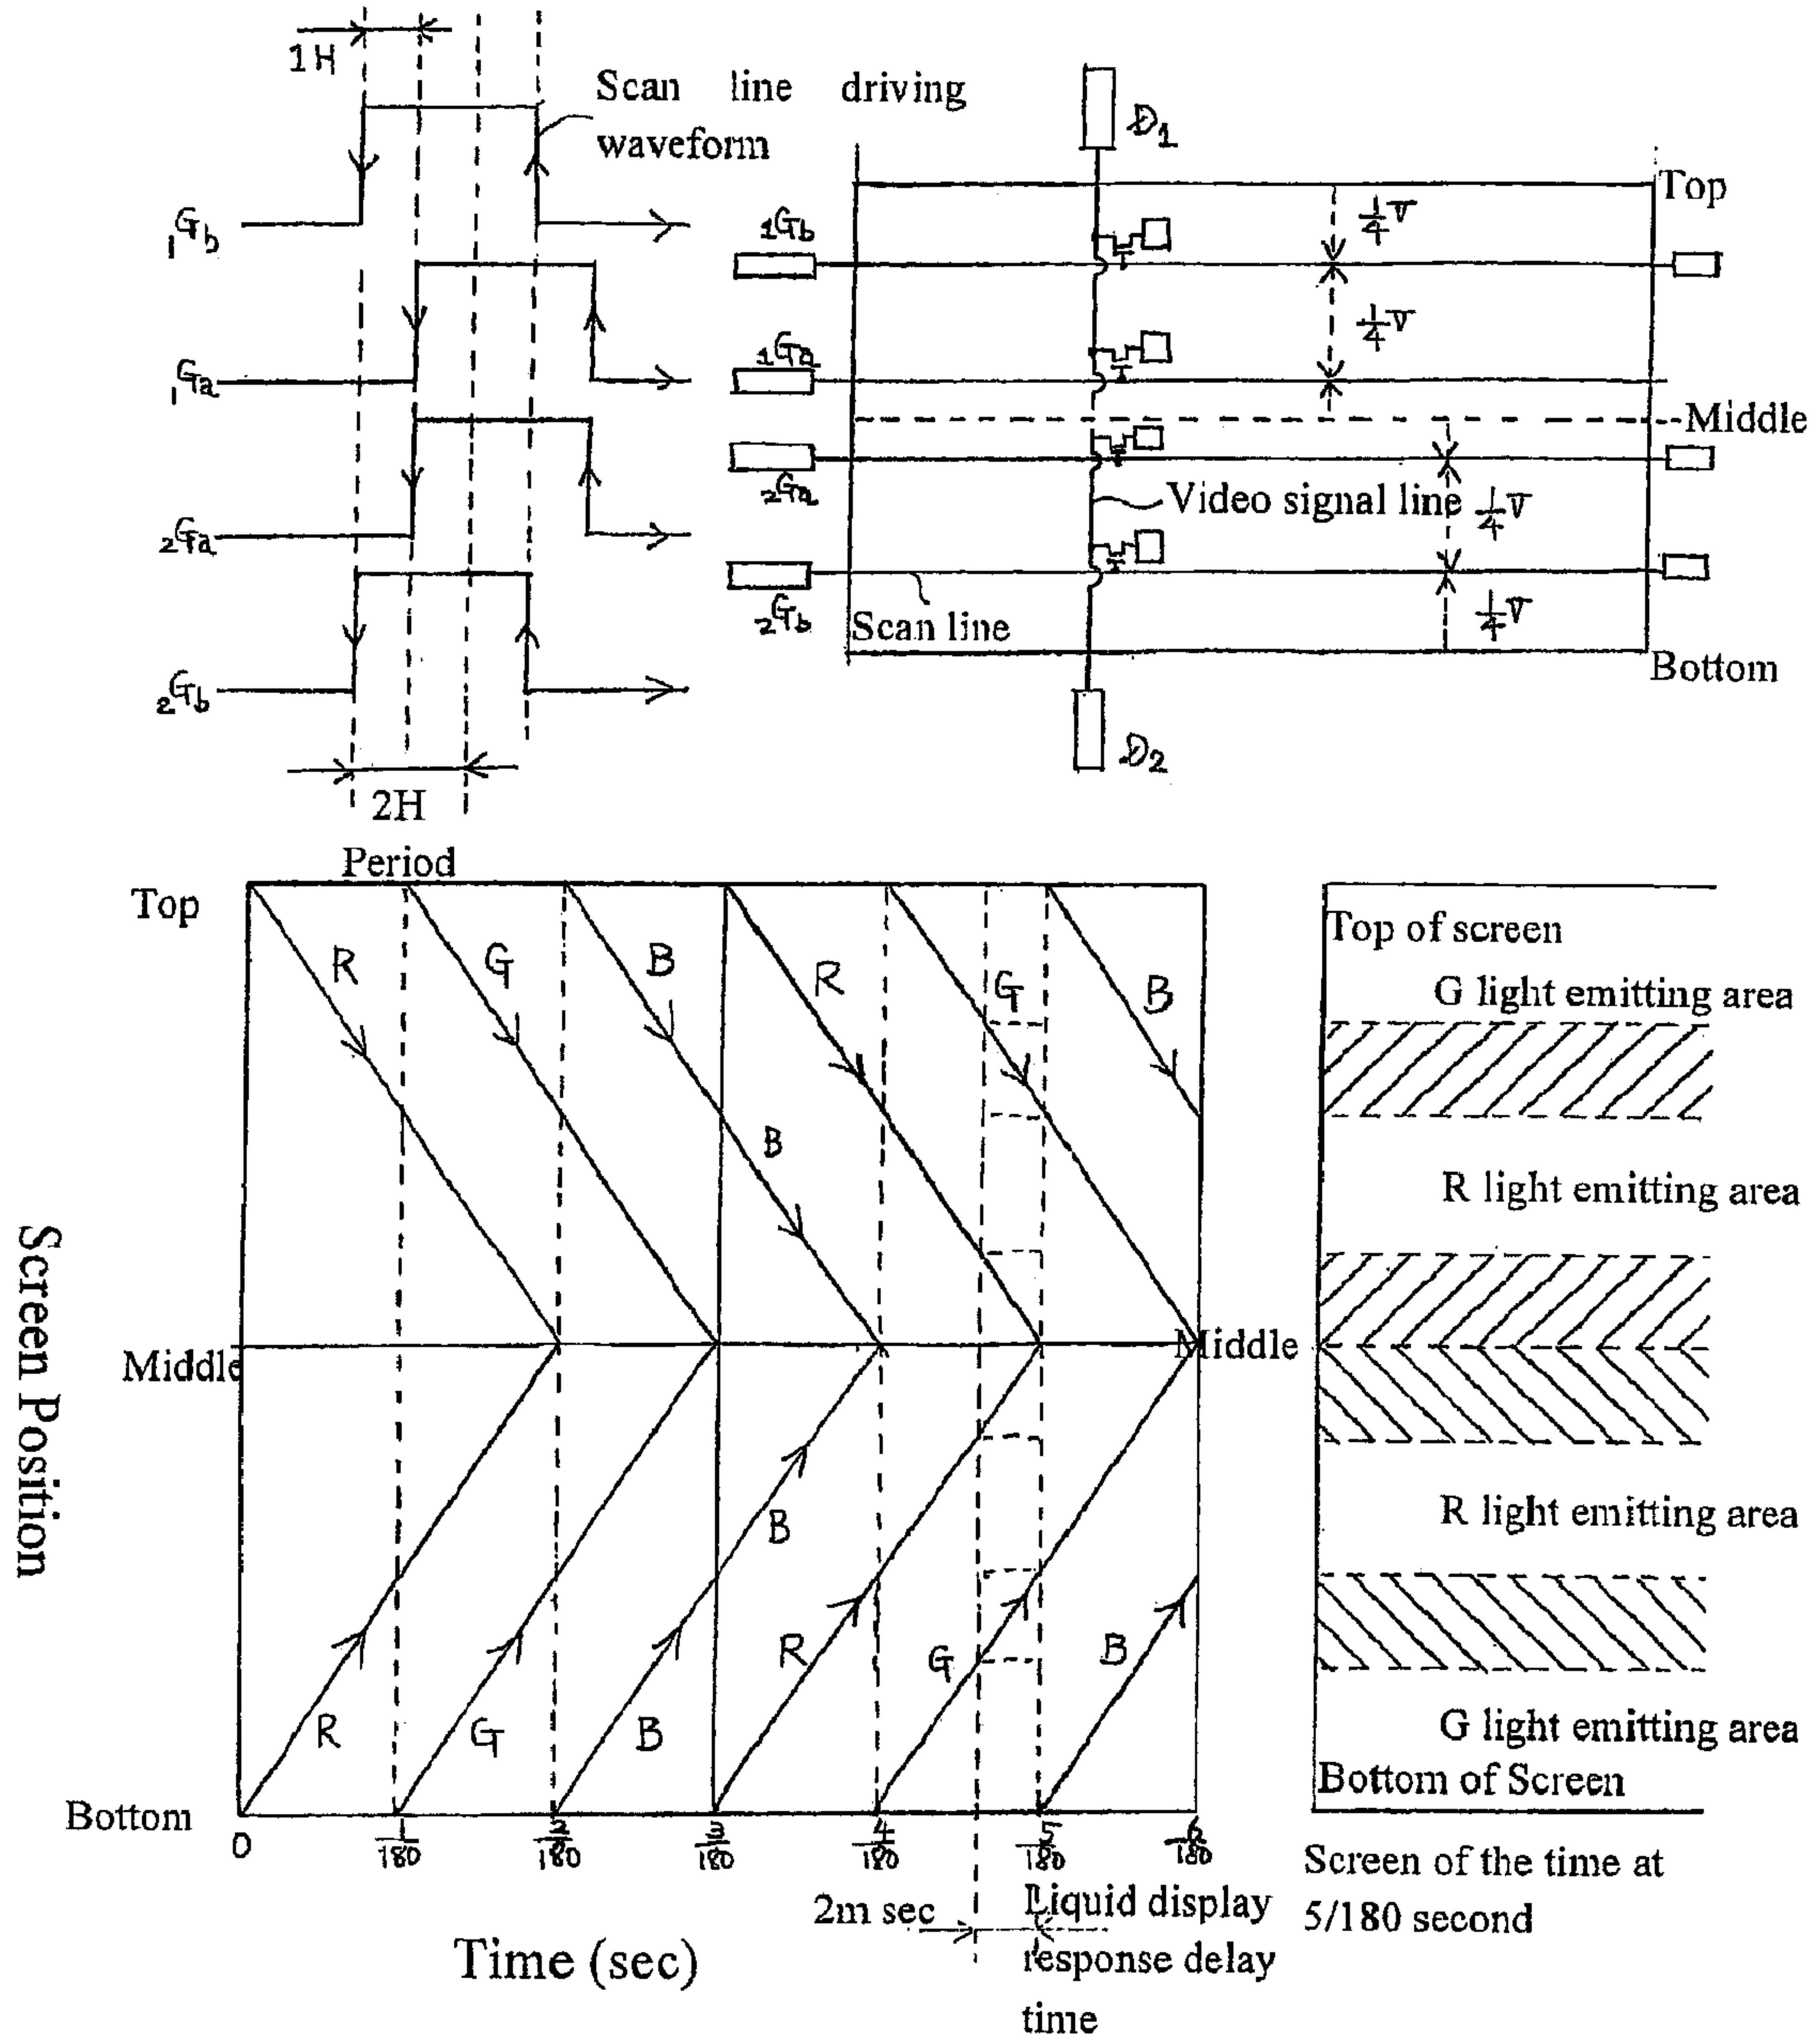 1H
Scan line driving
waveform
₁Gb
₁Ga
₂Ga
₂Gb
2H
D1
Top
₁Gb
1/4 V
1/4 V
₁Ga
Middle
₂Ga
Video signal line
1/4 V
₂Gb
Scan line
1/4 V
Bottom
D2
Period
Top
R
G
B
R
G
B
B
Middle
Middle
Screen Position
B
R
G
B
R
G
B
Bottom
0
1/180
2/180
3/180
4/180
5/180
6/180
2m sec
Liquid display
response delay
time
Time (sec)
Top of screen
G light emitting area
R light emitting area
R light emitting area
G light emitting area
Bottom of Screen
Screen of the time at
5/180 second